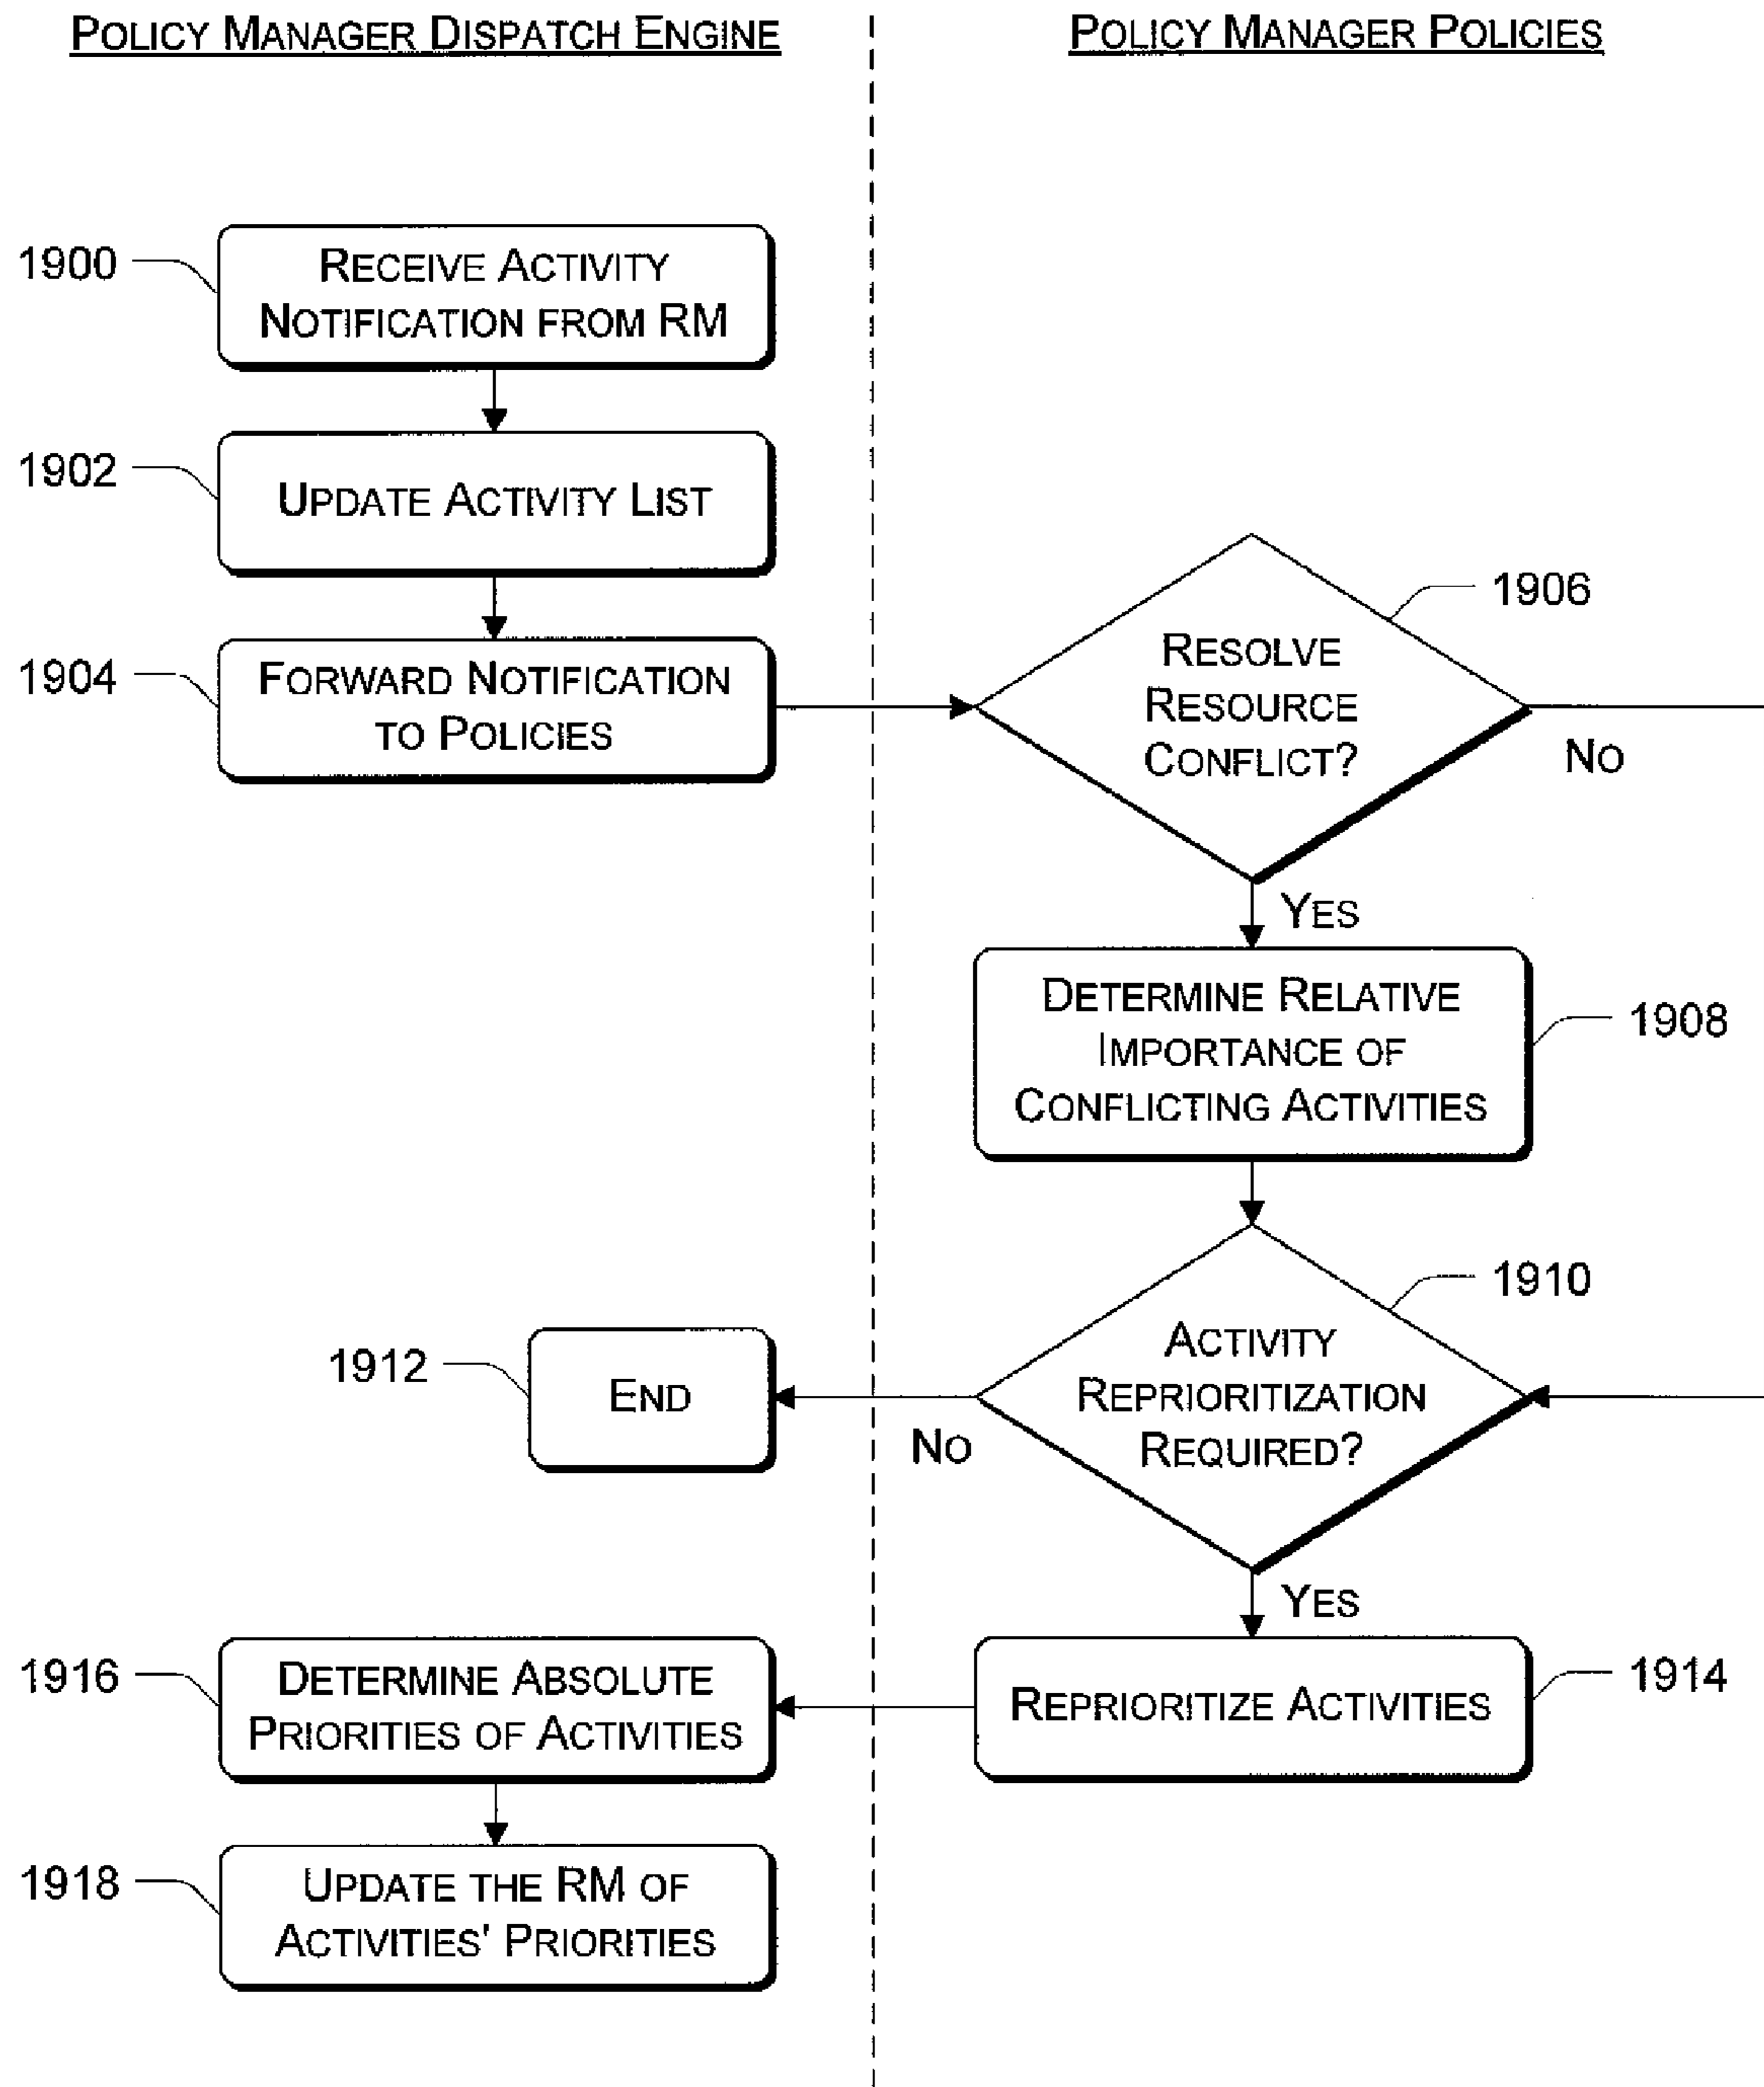 POLICY MANAGER DISPATCH ENGINE
POLICY MANAGER POLICIES
1900
RECEIVE ACTIVITY
NOTIFICATION FROM RM
1902
UPDATE ACTIVITY LIST
1904
FORWARD NOTIFICATION
TO POLICIES
1906
RESOLVE
RESOURCE
CONFLICT?
NO
YES
DETERMINE RELATIVE
IMPORTANCE OF
CONFLICTING ACTIVITIES
1908
1910
ACTIVITY
REPRIORITIZATION
REQUIRED?
NO
1912
END
YES
REPRIORITIZE ACTIVITIES
1914
1916
DETERMINE ABSOLUTE
PRIORITIES OF ACTIVITIES
1918
UPDATE THE RM OF
ACTIVITIES' PRIORITIES